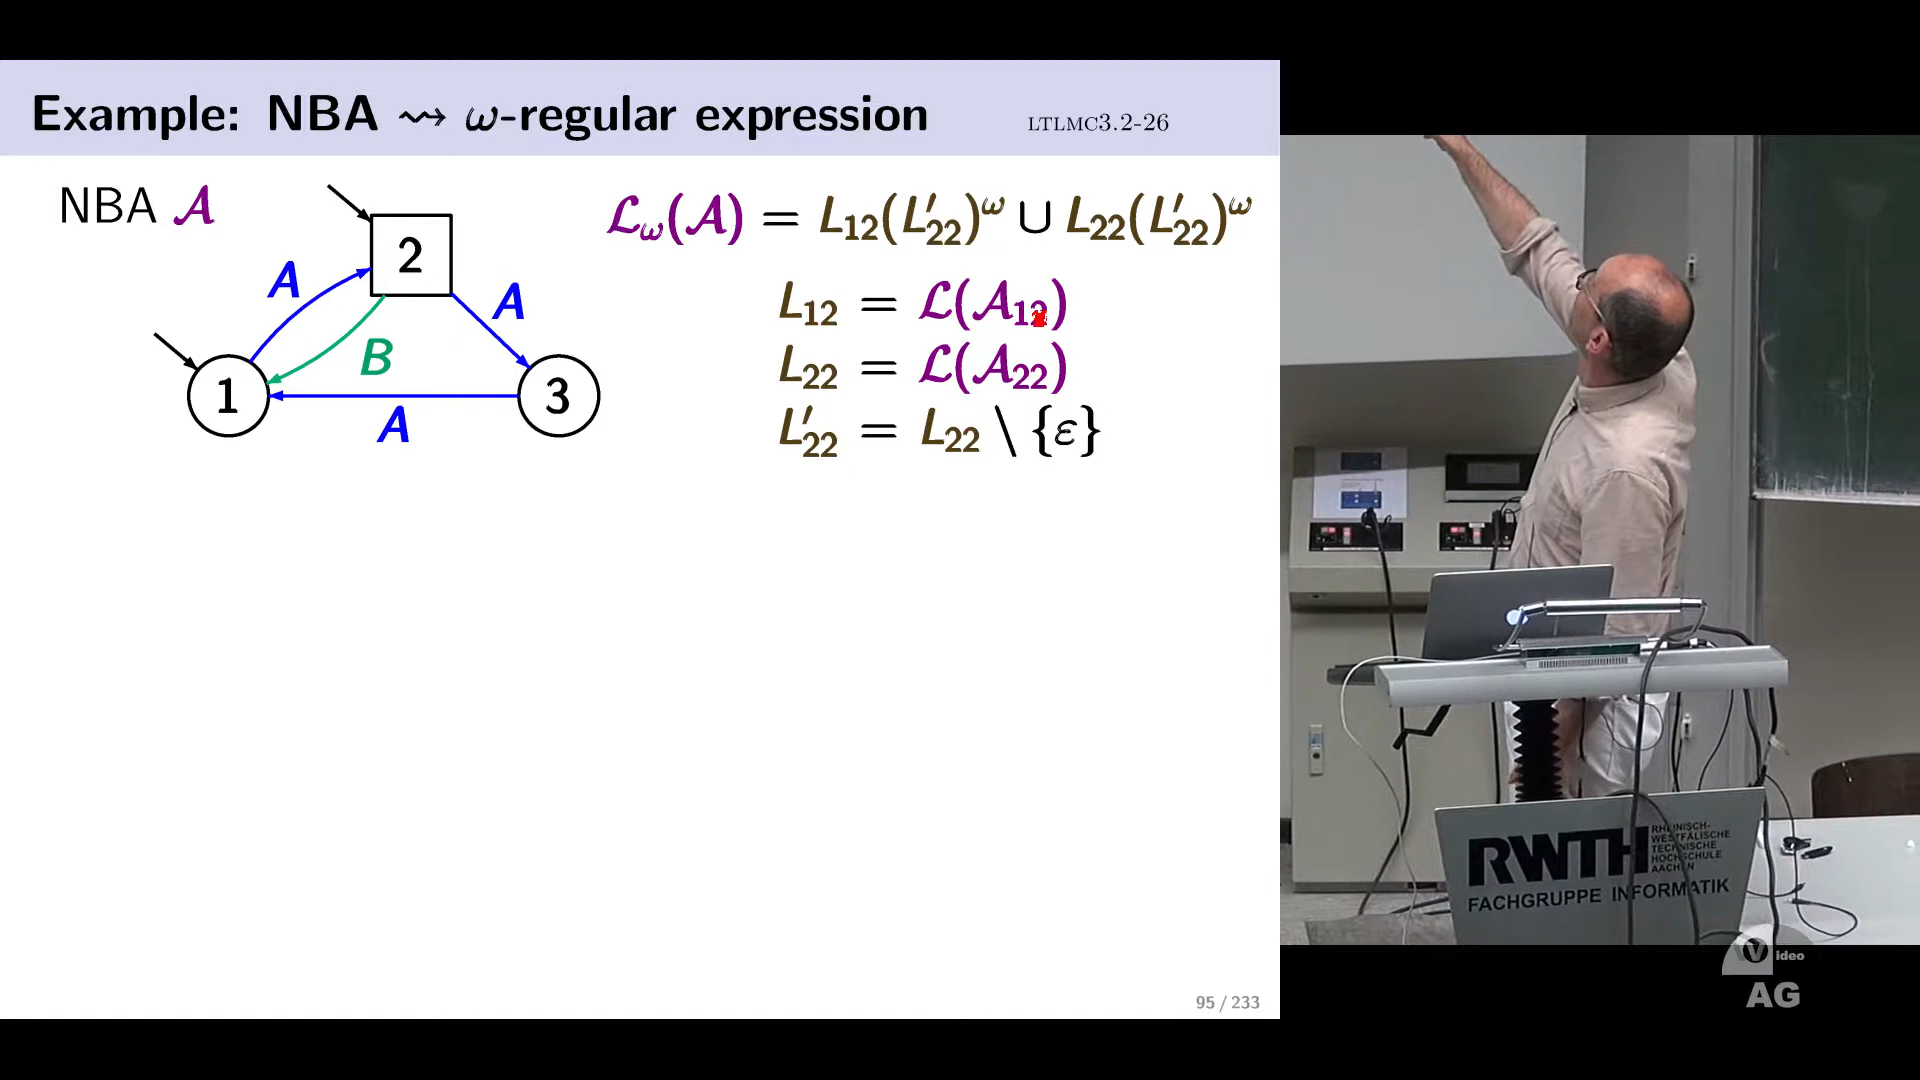 Example: NBA ⇝ ω-regular expression
LTLMC3.2-26
NBA 𝒜
2
A
A
B
1
3
A
ℒω(𝒜) = L₁₂(L′₂₂)^ω ∪ L₂₂(L′₂₂)^ω
L₁₂ = ℒ(𝒜₁₂)
L₂₂ = ℒ(𝒜₂₂)
L′₂₂ = L₂₂ \ {ε}
95 / 233
RWTH
RHEINISCH-
WESTFÄLISCHE
TECHNISCHE
HOCHSCHULE
AACHEN
FACHGRUPPE INFORMATIK
Video
AG